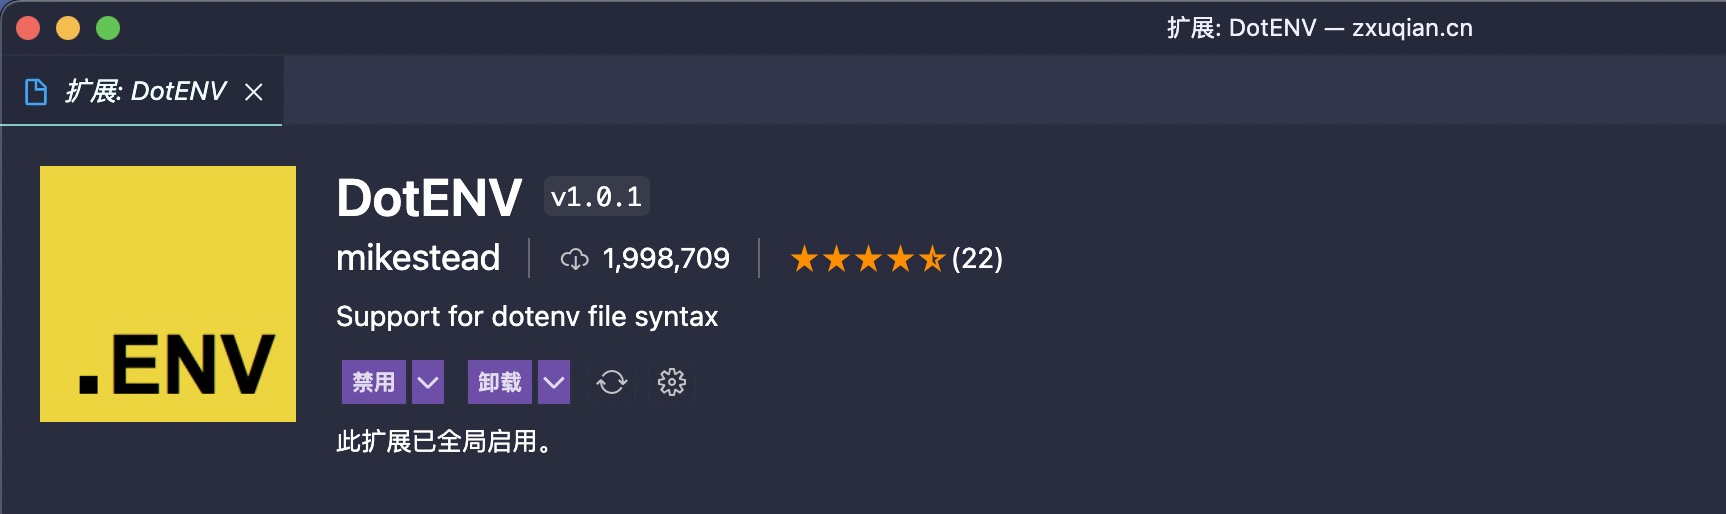 扩展: DotENV — zxuqian.cn
扩展: DotENV
.ENV
DotENV v1.0.1
mikestead 1,998,709 (22)
Support for dotenv file syntax
禁用 卸载
此扩展已全局启用。